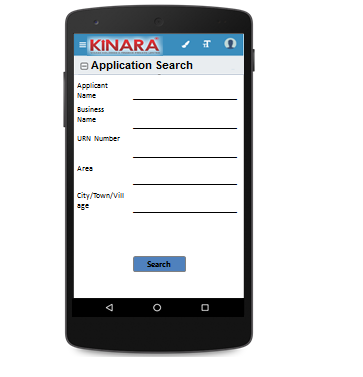 KINARA
Application Search
Applicant
Name
Business
Name
URN Number
Area
City/Town/Vill
age
Search